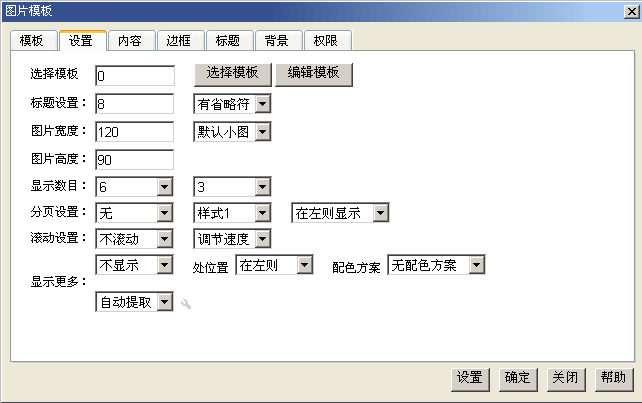 图片模板
模板 设置 内容 边框 标题 背景 权限
选择模板 0 选择模板 编辑模板
标题设置： 8 有省略符
图片宽度： 120 默认小图
图片高度： 90
显示数目： 6 3
分页设置： 无 样式1 在左则显示
滚动设置： 不滚动 调节速度
不显示 处位置 在左则 配色方案 无配色方案
显示更多：
自动提取
设置 确定 关闭 帮助